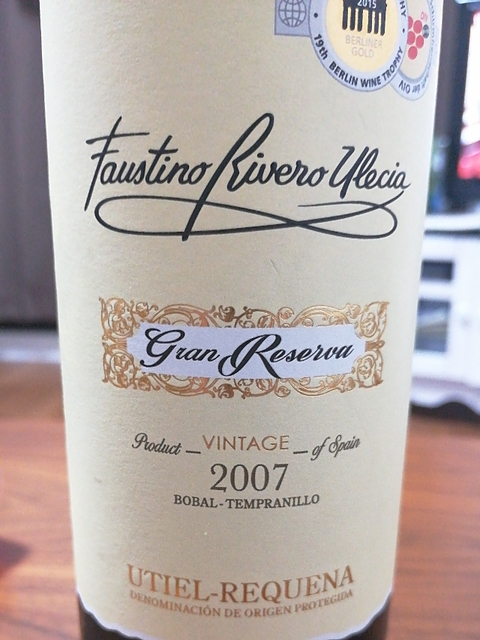 2015
BERLINER
GOLD
19th BERLIN WINE TROPHY
Faustino Rivero Ulecia
Gran Reserva
Product VINTAGE of Spain
2007
BOBAL-TEMPRANILLO
UTIEL-REQUENA
DENOMINACIÓN DE ORIGEN PROTEGIDA